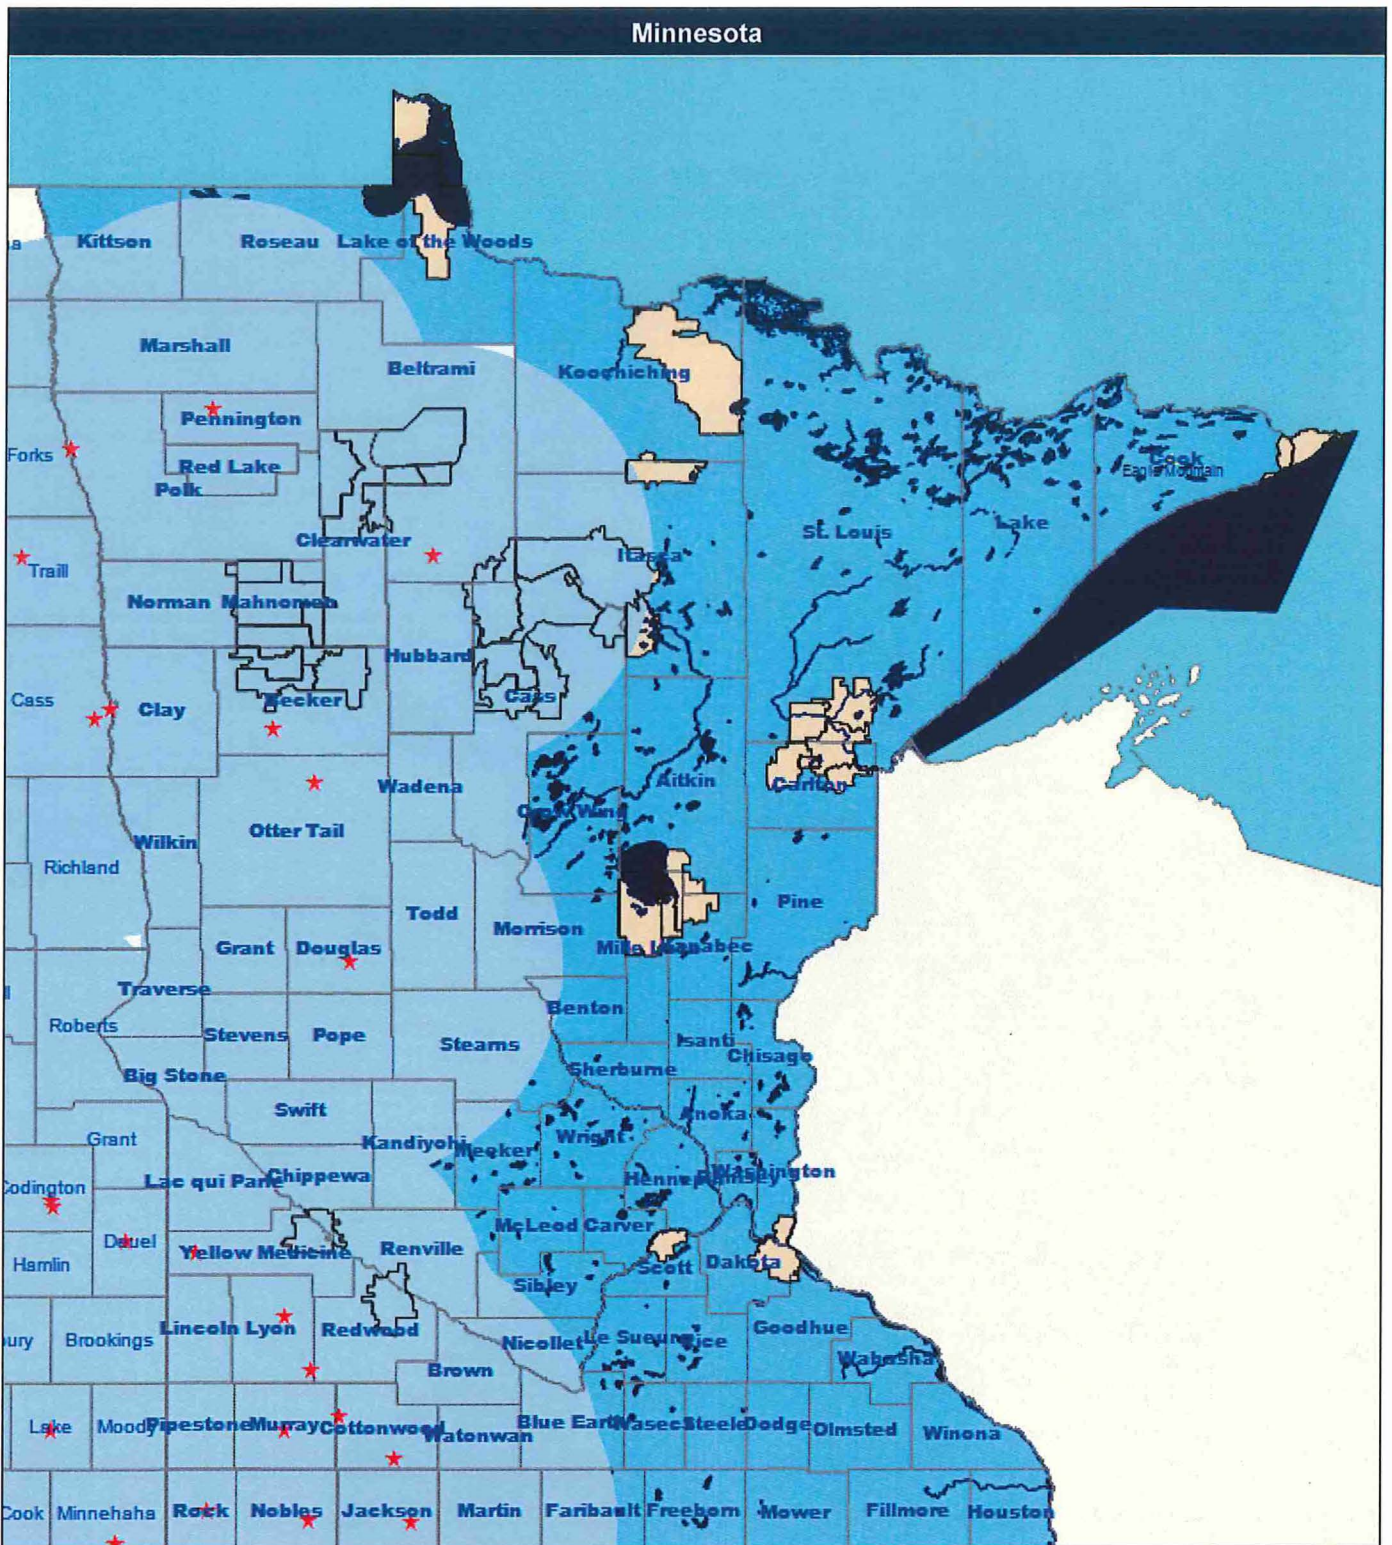 Minnesota
Kittson
Roseau
Lake of the Woods
Marshall
Beltrami
Koochiching
Pennington
Forks
Red Lake
Polk
Cook
Eagle Mountain
Lake
St. Louis
Clearwater
Itasca
Traill
Norman
Mahnomen
Hubbard
Cass
Cass
Clay
Becker
Aitkin
Carlton
Wadena
Crow Wing
Otter Tail
Wilkin
Richland
Pine
Todd
Morrison
Grant
Douglas
Mille Lacs
Kanabec
Traverse
Benton
Roberts
Stevens
Pope
Stearns
Isanti
Chisago
Sherburne
Big Stone
Swift
Anoka
Grant
Kandiyohi
Meeker
Wright
Lac qui Parle
Chippewa
Hennepin
Ramsey
Washington
Codington
McLeod
Carver
Deuel
Yellow Medicine
Renville
Hamlin
Scott
Dakota
Sibley
Lincoln
Lyon
Redwood
Goodhue
Brookings
Nicollet
Le Sueur
Rice
Wabasha
Brown
Lake
Moody
Pipestone
Murray
Cottonwood
Watonwan
Blue Earth
Waseca
Steele
Dodge
Olmsted
Winona
Cook
Minnehaha
Rock
Nobles
Jackson
Martin
Faribault
Freeborn
Mower
Fillmore
Houston